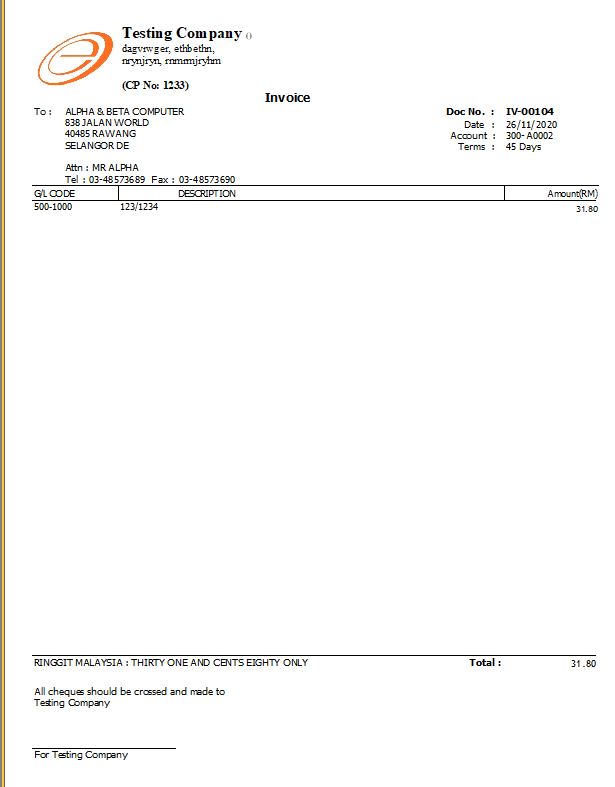 Testing Company ()
dagvrwger, ethbethn,
(CP No: 1233)
Invoice
To : ALPHA & BETA COMPUTER
838 JALAN WORLD
40485 RAWANG
SELANGOR DE
Attn : MR ALPHA
Tel : 03-48573689 Fax : 03-48573690
Doc No. : IV-00104
Date : 26/11/2020
Account : 300-A0002
Terms : 45 Days
G/L CODE DESCRIPTION Amount(RM)
500-1000 123/1234 31.80
RINGGIT MALAYSIA : THIRTY ONE AND CENTS EIGHTY ONLY Total : 31.80
All cheques should be crossed and made to
Testing Company
For Testing Company